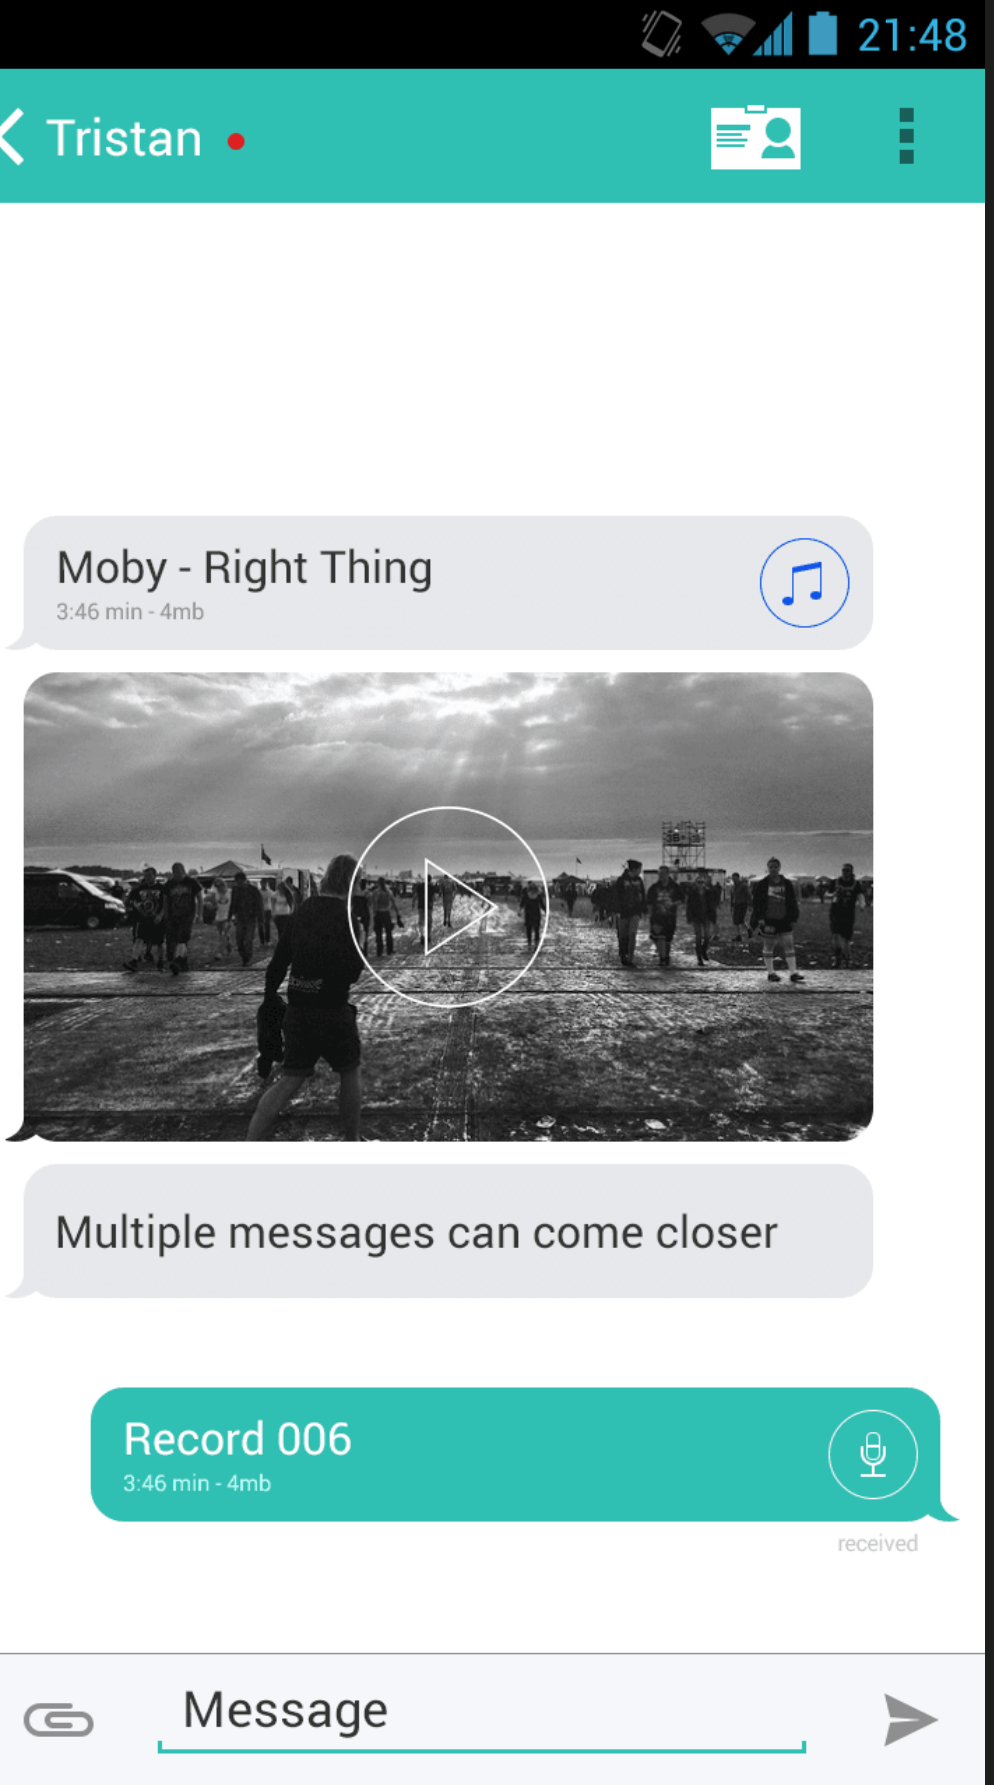 21:48
Tristan
Moby - Right Thing
3:46 min - 4mb
Multiple messages can come closer
Record 006
3:46 min - 4mb
received
Message